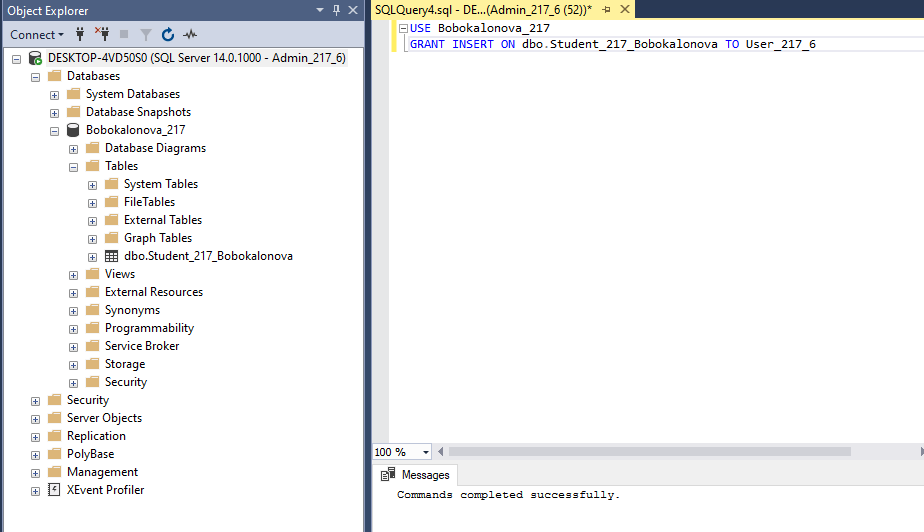 Object Explorer
Connect
DESKTOP-4VD50S0 (SQL Server 14.0.1000 - Admin_217_6)
Databases
System Databases
Database Snapshots
Bobokalonova_217
Database Diagrams
Tables
System Tables
FileTables
External Tables
Graph Tables
dbo.Student_217_Bobokalonova
Views
External Resources
Synonyms
Programmability
Service Broker
Storage
Security
Security
Server Objects
Replication
PolyBase
Management
XEvent Profiler
SQLQuery4.sql - DE...(Admin_217_6 (52))*
USE Bobokalonova_217
GRANT INSERT ON dbo.Student_217_Bobokalonova TO User_217_6
100 %
Messages
Commands completed successfully.